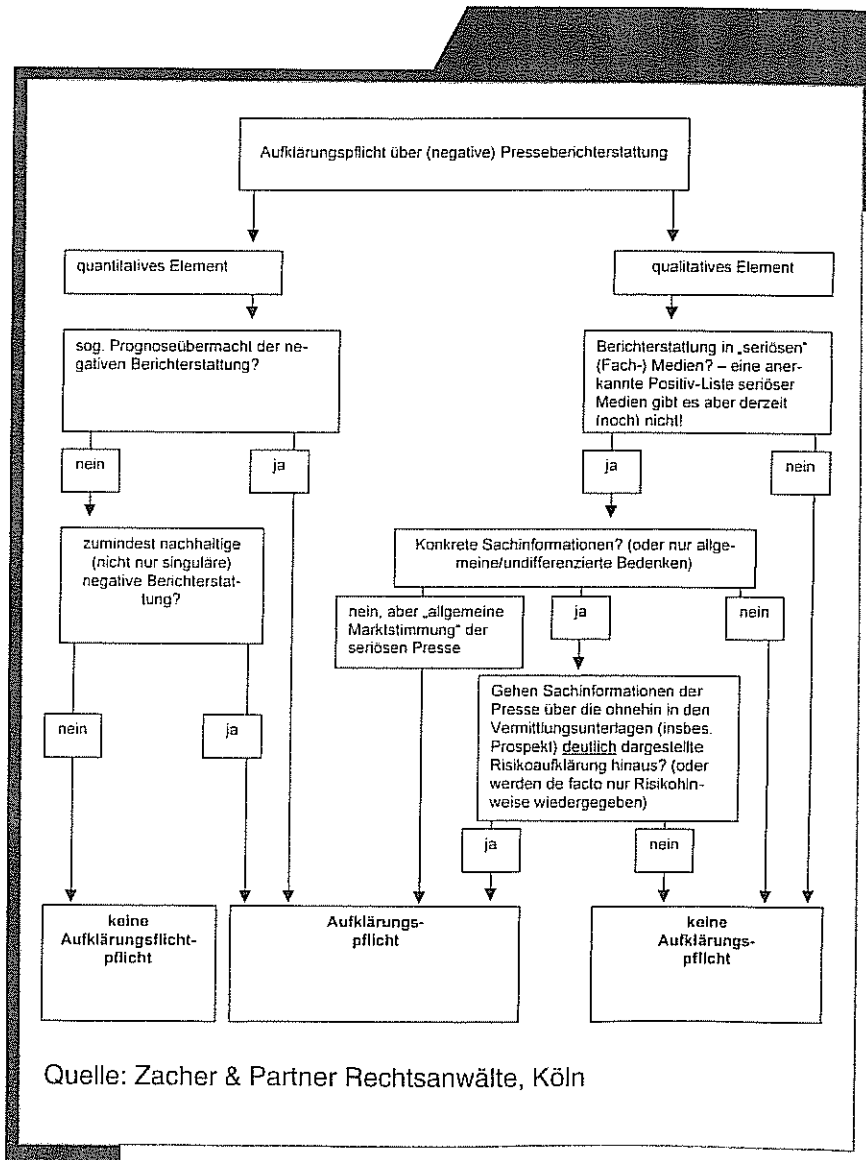 Aufklärungspflicht über (negative) Presseberichterstattung
quantitatives Element
qualitatives Element
sog. Prognoseübermacht der ne-
gativen Berichterstattung?
Berichterstattung in „seriösen“
(Fach-) Medien? – eine aner-
kannte Positiv-Liste seriöser
Medien gibt es aber derzeit
(noch) nicht!
nein
ja
ja
nein
zumindest nachhaltige
(nicht nur singuläre)
negative Berichterstat-
tung?
Konkrete Sachinformationen? (oder nur allge-
meine/undifferenzierte Bedenken)
nein, aber „allgemeine
Marktstimmung“ der
seriösen Presse
ja
nein
Gehen Sachinformationen der
Presse über die ohnehin in den
Vermittlungsunterlagen (insbes.
Prospekt) deutlich dargestellte
Risikoaufklärung hinaus? (oder
werden de facto nur Risikohin-
weise wiedergegeben)
nein
ja
ja
nein
keine
Aufklärungsflicht-
pflicht
Aufklärungs-
pflicht
keine
Aufklärungs-
pflicht
Quelle: Zacher & Partner Rechtsanwälte, Köln